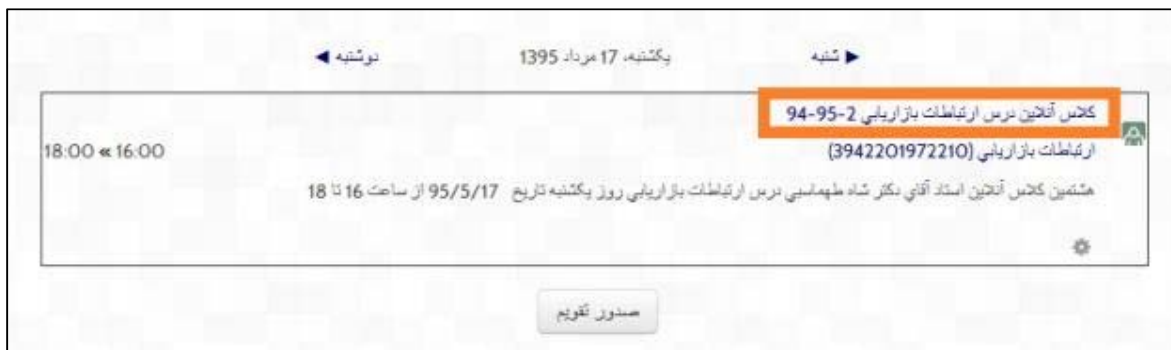 ◀ شنبه یکشنبه، 17 مرداد 1395 دوشنبه ▶
کلاس آنلاین درس ارتباطات بازاریابی 2-95-94
ارتباطات بازاریابی (3942201972210) 16:00 » 18:00
هشتمین کلاس آنلاین استاد آقای دکتر شاه طهماسبی درس ارتباطات بازاریابی روز یکشنبه تاریخ 95/5/17 از ساعت 16 تا 18
صدور تقویم